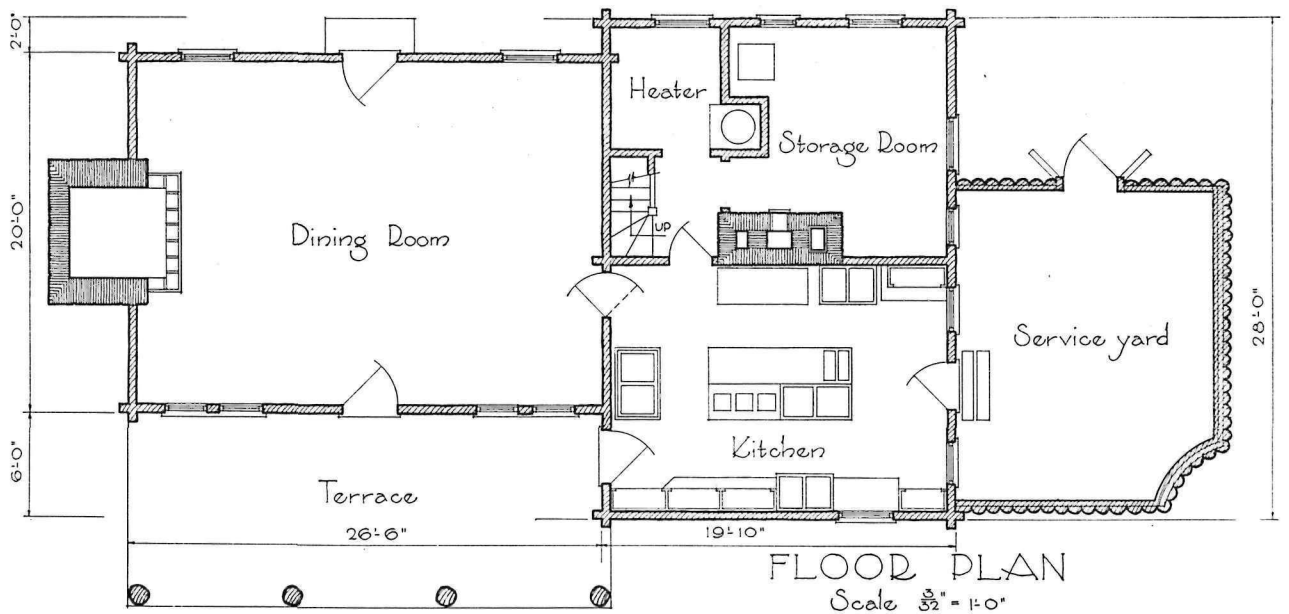 2'-0"
Heater
Storage Room
20'-0"
UP
Dining Room
28'-0"
Service yard
6'-0"
Kitchen
Terrace
26'-6"
19'-10"
FLOOR PLAN
Scale 3/32" = 1'-0"